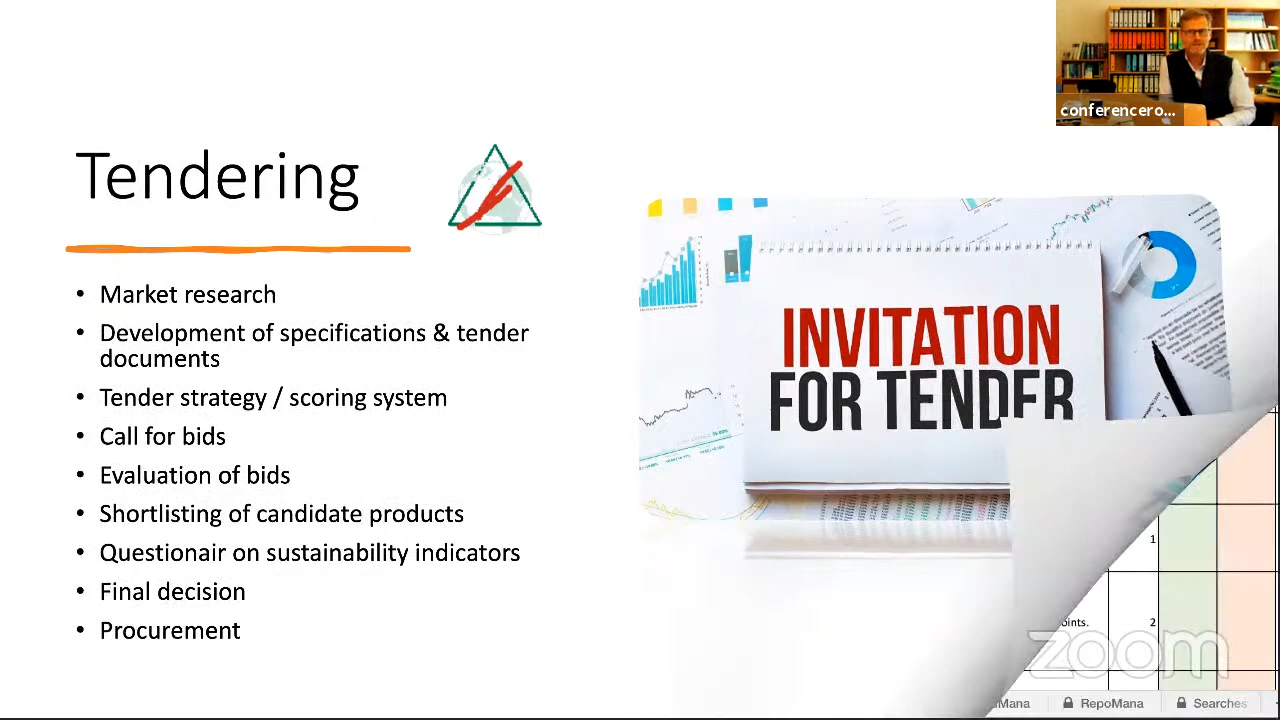 conferencero...
Tendering
INVITATION
FOR TENDER
• Market research
• Development of specifications & tender
documents
• Tender strategy / scoring system
• Call for bids
• Evaluation of bids
• Shortlisting of candidate products
• Questionair on sustainability indicators
• Final decision
• Procurement
1
oints.
2
zoom
Mana
RepoMana
Searches